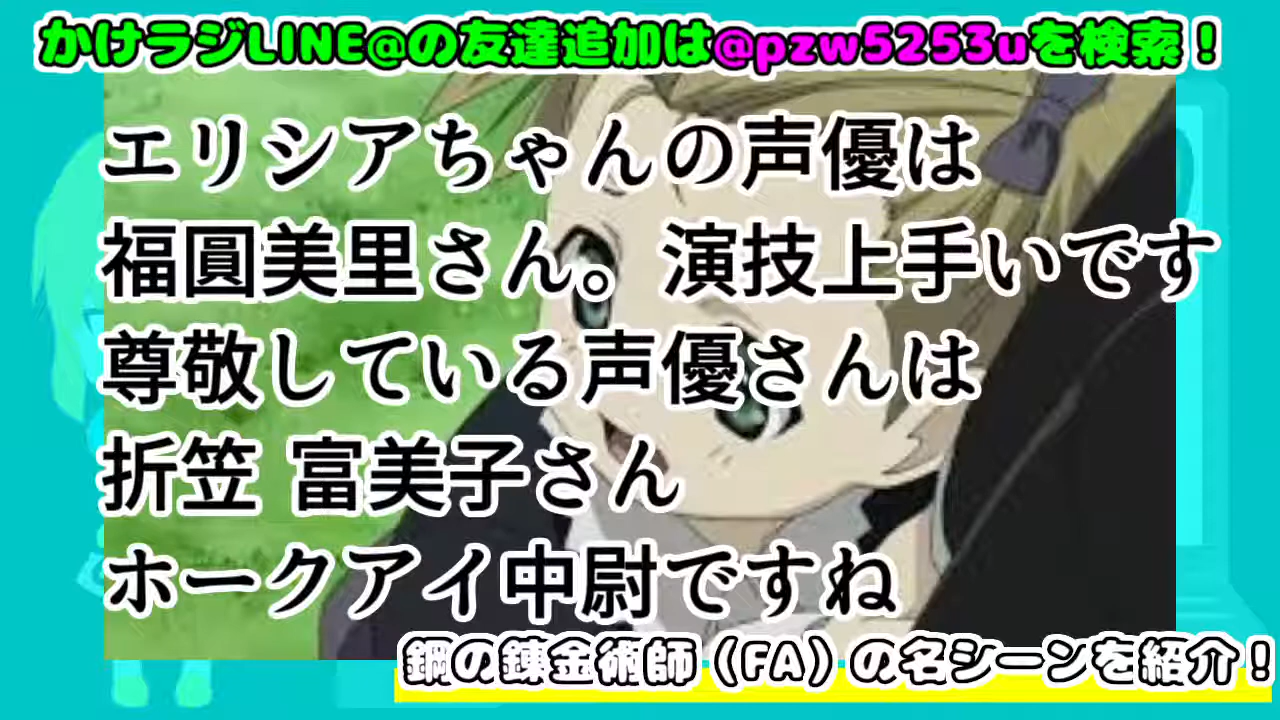 かけラジLINE@の友達追加は@pzw5253uを検索！
エリシアちゃんの声優は
福圓美里さん。演技上手いです
尊敬している声優さんは
折笠 富美子さん
ホークアイ中尉ですね
鋼の錬金術師（FA）の名シーンを紹介！